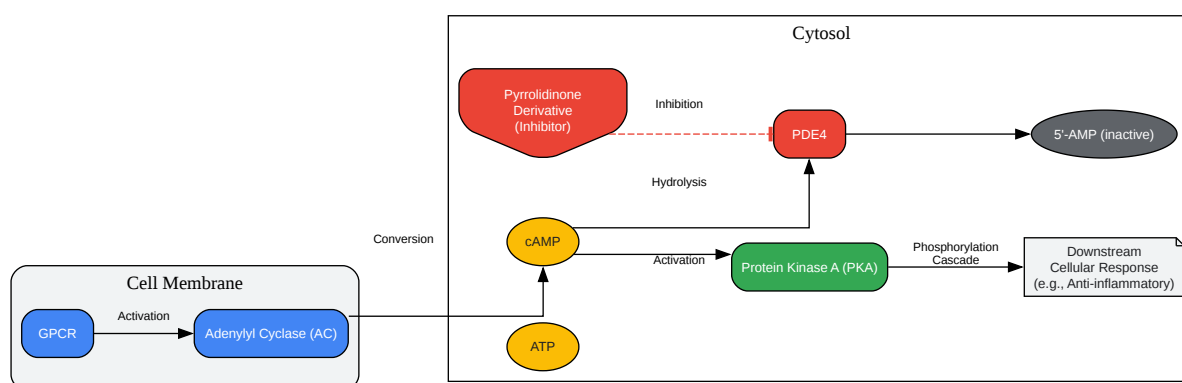 Cytosol
Pyrrolidinone
Derivative
(Inhibitor)
Inhibition
PDE4
5'-AMP (inactive)
Hydrolysis
cAMP
Conversion
Activation
Protein Kinase A (PKA)
Phosphorylation
Cascade
Downstream
Cellular Response
(e.g., Anti-inflammatory)
Cell Membrane
GPCR
Activation
Adenylyl Cyclase (AC)
ATP